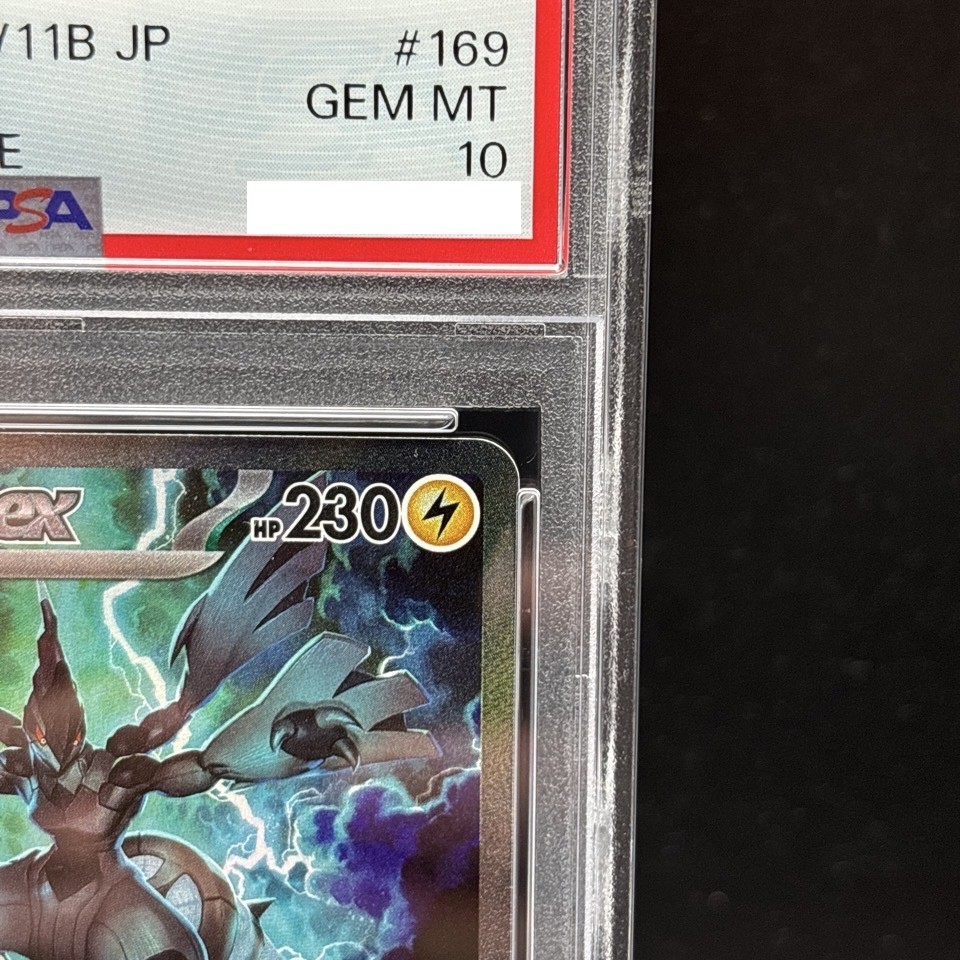 /11B JP #169
GEM MT
E 10
PSA
ex HP230